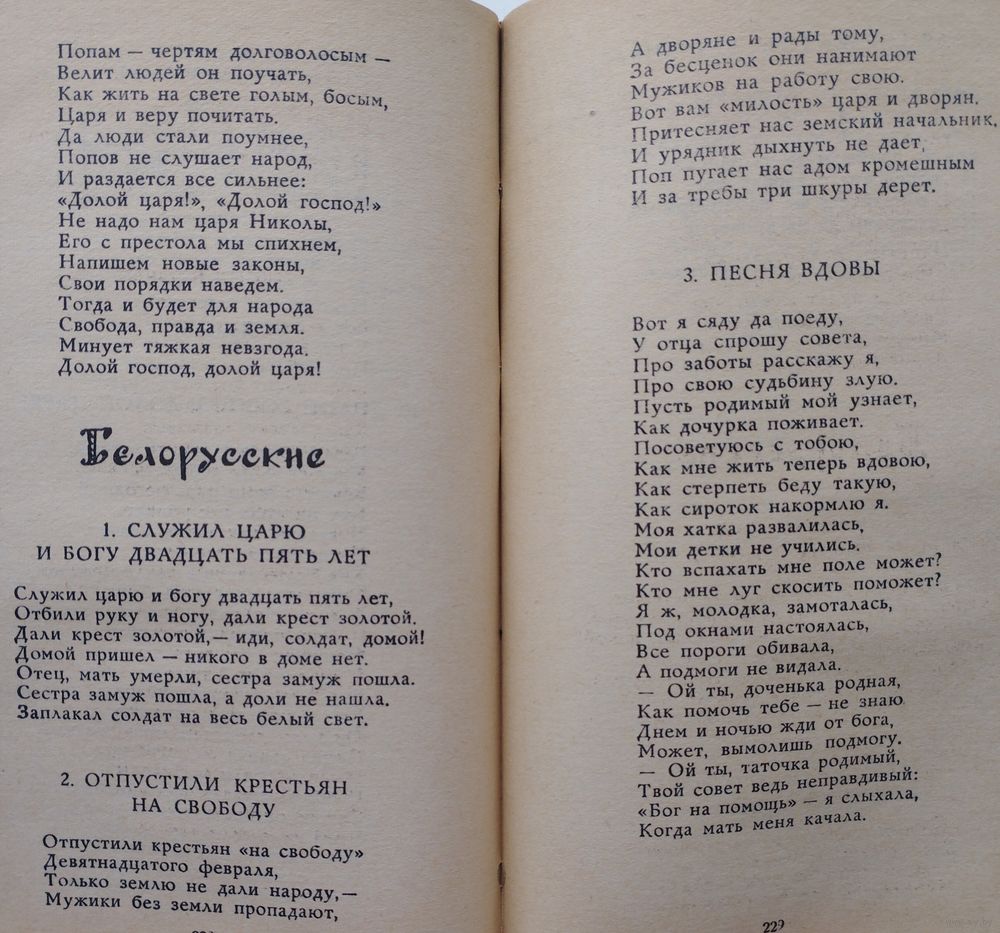 Попам — чертям долговолосым —
Велит людей он поучать,
Как жить на свете голым, босым,
Царя и веру почитать.
Да люди стали поумнее,
Попов не слушает народ,
И раздается все сильнее:
«Долой царя!», «Долой господ!»
Не надо нам царя Николы,
Его с престола мы спихнем,
Напишем новые законы,
Свои порядки наведем.
Тогда и будет для народа
Свобода, правда и земля.
Минует тяжкая невзгода.
Долой господ, долой царя!
Белорусские
1. СЛУЖИЛ ЦАРЮ
И БОГУ ДВАДЦАТЬ ПЯТЬ ЛЕТ
Служил царю и богу двадцать пять лет,
Отбили руку и ногу, дали крест золотой.
Дали крест золотой,— иди, солдат, домой!
Домой пришел — никого в доме нет.
Отец, мать умерли, сестра замуж пошла.
Сестра замуж пошла, а доли не нашла.
Заплакал солдат на весь белый свет.
2. ОТПУСТИЛИ КРЕСТЬЯН
НА СВОБОДУ
Отпустили крестьян «на свободу»
Девятнадцатого февраля,
Только землю не дали народу,—
Мужики без земли пропадают,
А дворяне и рады тому,
За бесценок они нанимают
Мужиков на работу свою.
Вот вам «милость» царя и дворян.
Притесняет нас земский начальник,
И урядник дыхнуть не дает,
Поп пугает нас адом кромешным
И за требы три шкуры дерет.
3. ПЕСНЯ ВДОВЫ
Вот я сяду да поеду,
У отца спрошу совета,
Про заботы расскажу я,
Про свою судьбину злую.
Пусть родимый мой узнает,
Как дочурка поживает.
Посоветуюсь с тобою,
Как мне жить теперь вдовою,
Как стерпеть беду такую,
Как сироток накормлю я.
Моя хатка развалилась,
Мои детки не учились.
Кто вспахать мне поле может?
Кто мне луг скосить поможет?
Я ж, молодка, замоталась,
Под окнами настоялась,
Все пороги обивала,
А подмоги не видала.
— Ой ты, доченька родная,
Как помочь тебе — не знаю.
Днем и ночью жди от бога,
Может, вымолишь подмогу.
— Ой ты, таточка родимый,
Твой совет ведь неправдивый:
«Бог на помощь» — я слыхала,
Когда мать меня качала.
229